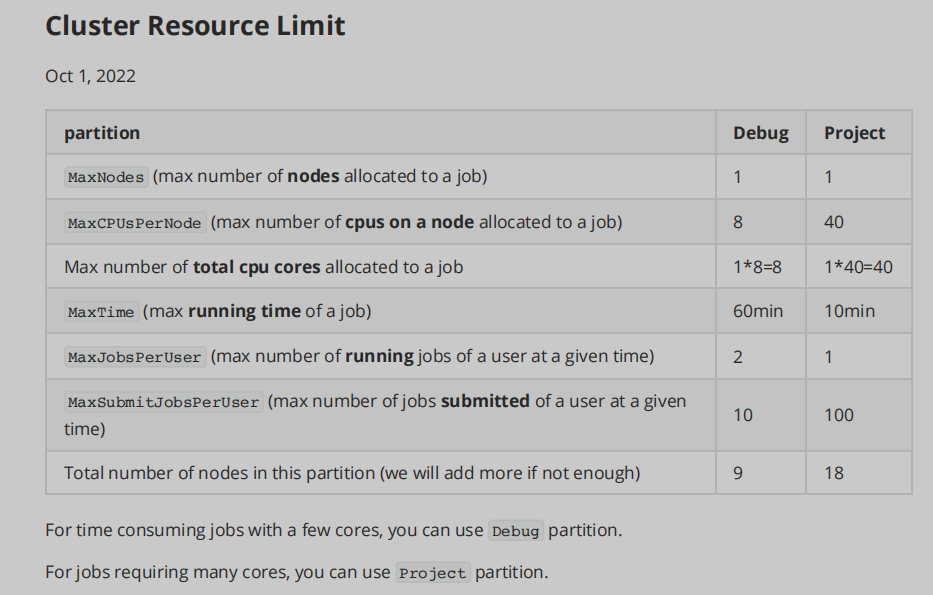 Cluster Resource Limit
Oct 1, 2022
partition Debug Project
MaxNodes (max number of nodes allocated to a job) 1 1
MaxCPUsPerNode (max number of cpus on a node allocated to a job) 8 40
Max number of total cpu cores allocated to a job 1*8=8 1*40=40
MaxTime (max running time of a job) 60min 10min
MaxJobsPerUser (max number of running jobs of a user at a given time) 2 1
MaxSubmitJobsPerUser (max number of jobs submitted of a user at a given
time) 10 100
Total number of nodes in this partition (we will add more if not enough) 9 18
For time consuming jobs with a few cores, you can use Debug partition.
For jobs requiring many cores, you can use Project partition.